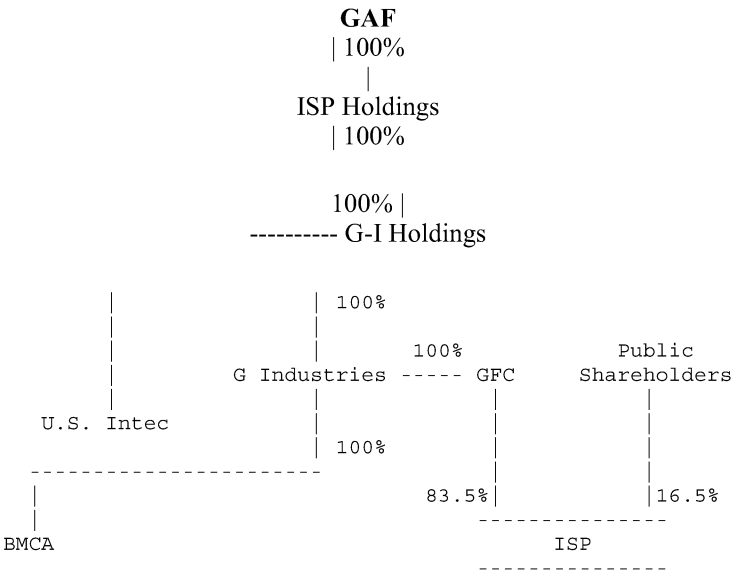 GAF
| 100%
|
ISP Holdings
| 100%
100% |
---------- G-I Holdings
| | 100%
| |
| | 100% Public
| G Industries ----- GFC Shareholders
| | | |
U.S. Intec | | |
| 100% | |
----------------------- | |
| 83.5%| |16.5%
| ---------------
BMCA ISP
---------------